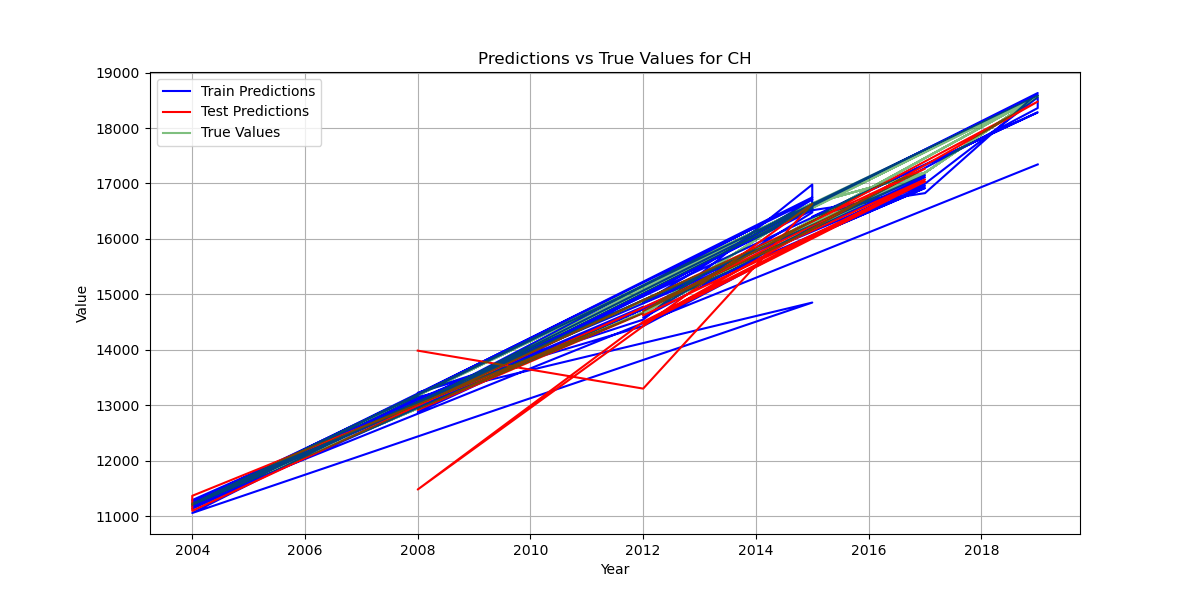 Predictions vs True Values for CH
Train Predictions
Test Predictions
True Values
Value
19000
18000
17000
16000
15000
14000
13000
12000
11000
2004 2006 2008 2010 2012 2014 2016 2018
Year